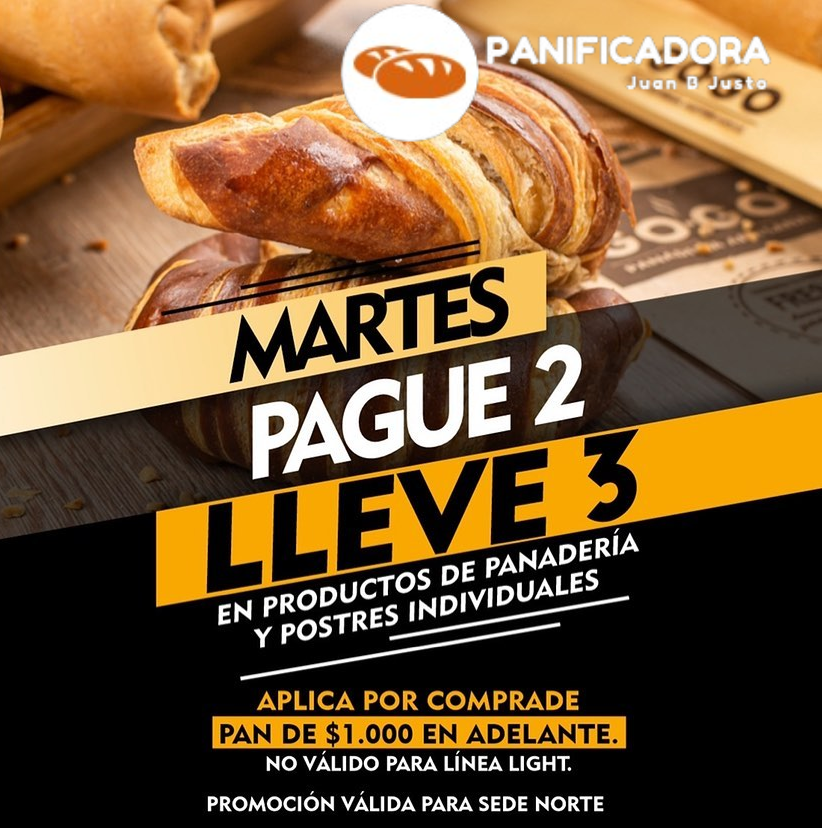 PANIFICADORA
Juan B Justo
MARTES
PAGUE 2
LLEVE 3
EN PRODUCTOS DE PANADERÍA
Y POSTRES INDIVIDUALES
APLICA POR COMPRADE
PAN DE $1.000 EN ADELANTE.
NO VÁLIDO PARA LÍNEA LIGHT.
PROMOCIÓN VÁLIDA PARA SEDE NORTE